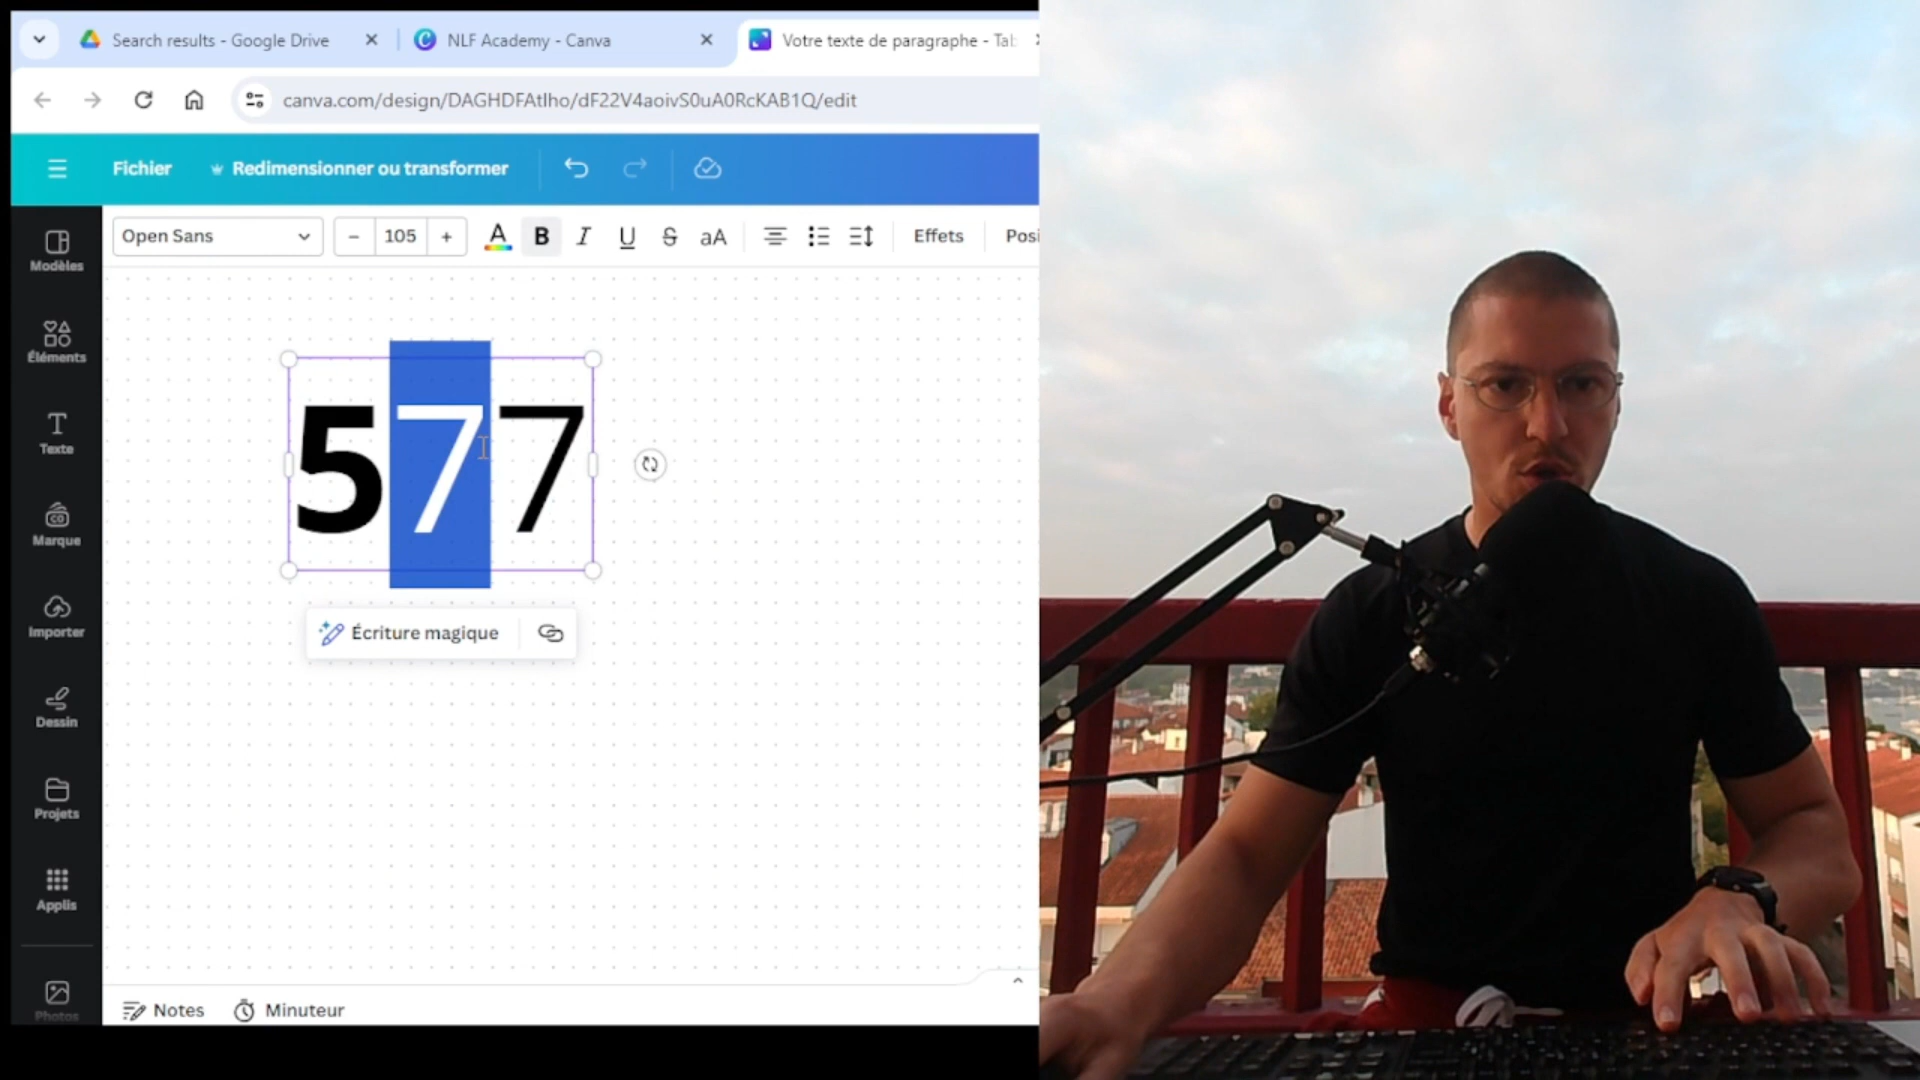 Search results - Google Drive
NLF Academy - Canva
Votre texte de paragraphe - Tab
canva.com/design/DAGHDFAtlho/dF22V4aoivS0uA0RcKAB1Q/edit
Fichier
Redimensionner ou transformer
Open Sans
– 105 +
A B I U S aA
Effets
Posi
Modèles
Éléments
Texte
Marque
Importer
Dessin
Projets
Applis
Photos
577
Écriture magique
Notes
Minuteur